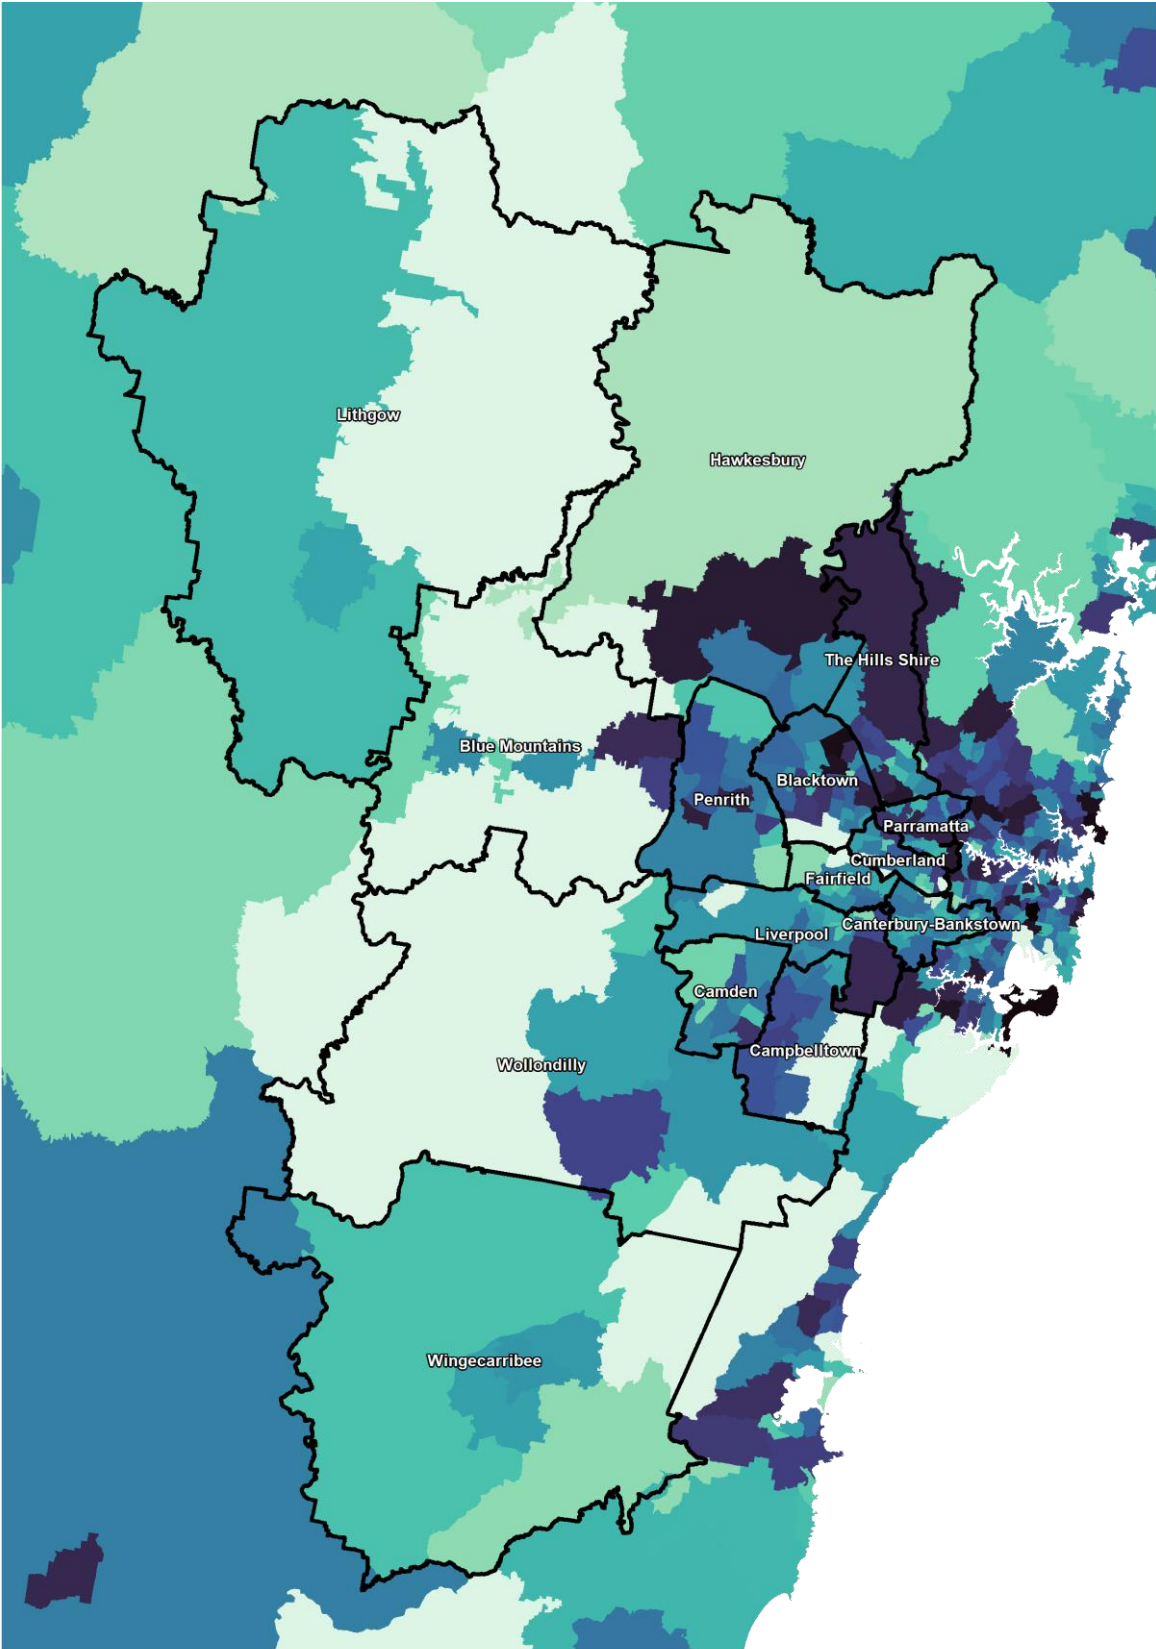 Lithgow
Hawkesbury
The Hills Shire
Blue Mountains
Blacktown
Penrith
Parramatta
Cumberland
Fairfield
Canterbury-Bankstown
Liverpool
Camden
Campbelltown
Wollondilly
Wingecarribee